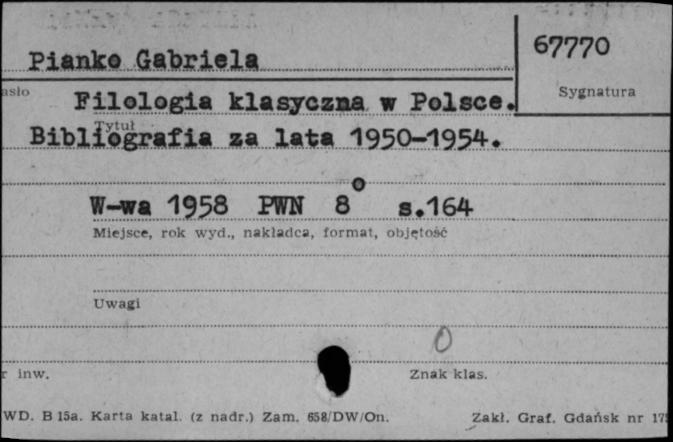 67770
Pianko Gabriela
Sygnatura
asło
Filologia klasyczna w Polsce.
Tytuł
Bibliografia za lata 1950-1954.
W-wa 1958 PWN 8° s.164
Miejsce, rok wyd., nakładca, format, objętość
Uwagi
0
r inw.
Znak klas.
WD. B 15a. Karta katal. (z nadr.) Zam. 658/DW/On.
Zakł. Graf. Gdańsk nr 175